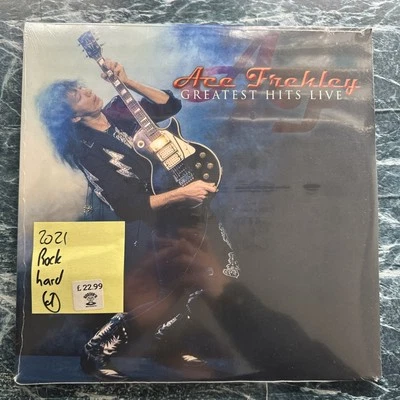 Ace Frehley
GREATEST HITS LIVE
2021
Rock
hard
£22.99